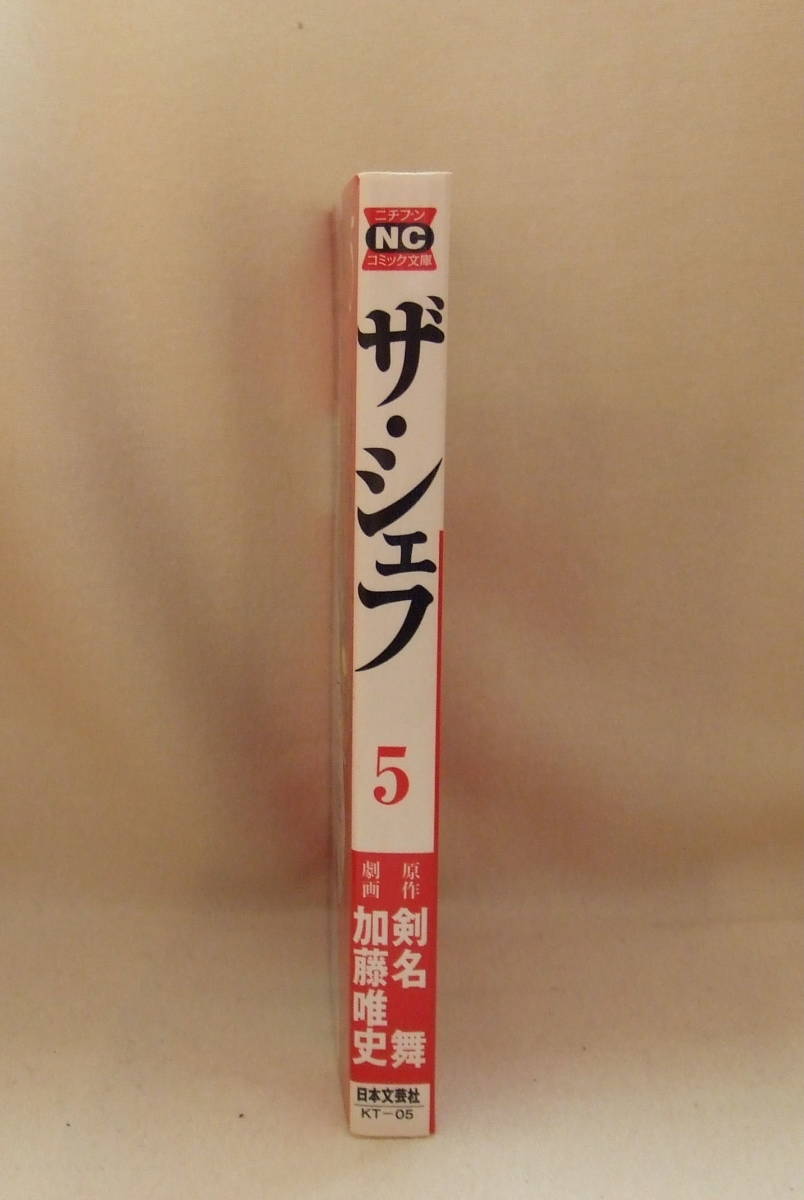 ニチブン
NC
コミック文庫
ザ・シェフ
5
原作 剣名 舞
劇画 加藤唯史
日本文芸社
KT-05